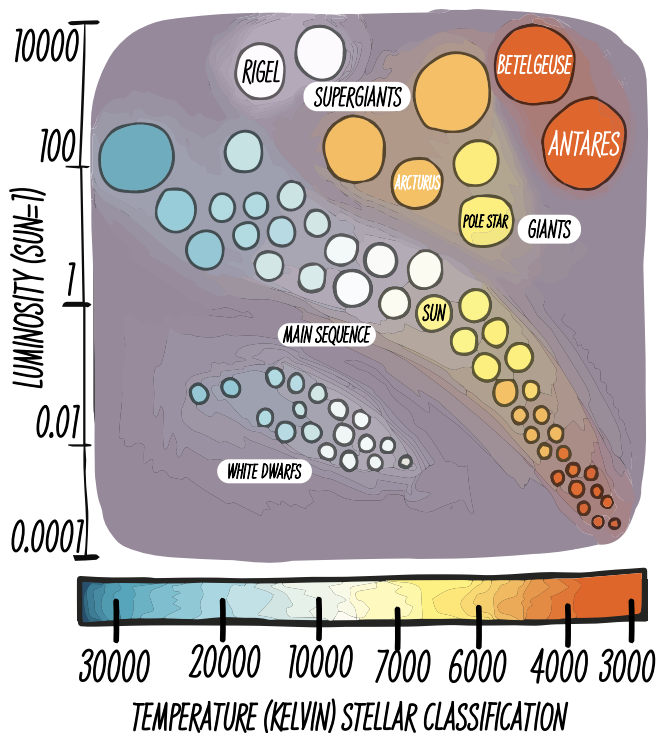 10000
RIGEL
BETELGEUSE
SUPERGIANTS
100
ANTARES
ARCTURUS
POLE STAR
GIANTS
LUMINOSITY (SUN=1)
1
SUN
MAIN SEQUENCE
0.01
WHITE DWARFS
0.0001
30000 20000 10000 7000 6000 4000 3000
TEMPERATURE (KELVIN) STELLAR CLASSIFICATION